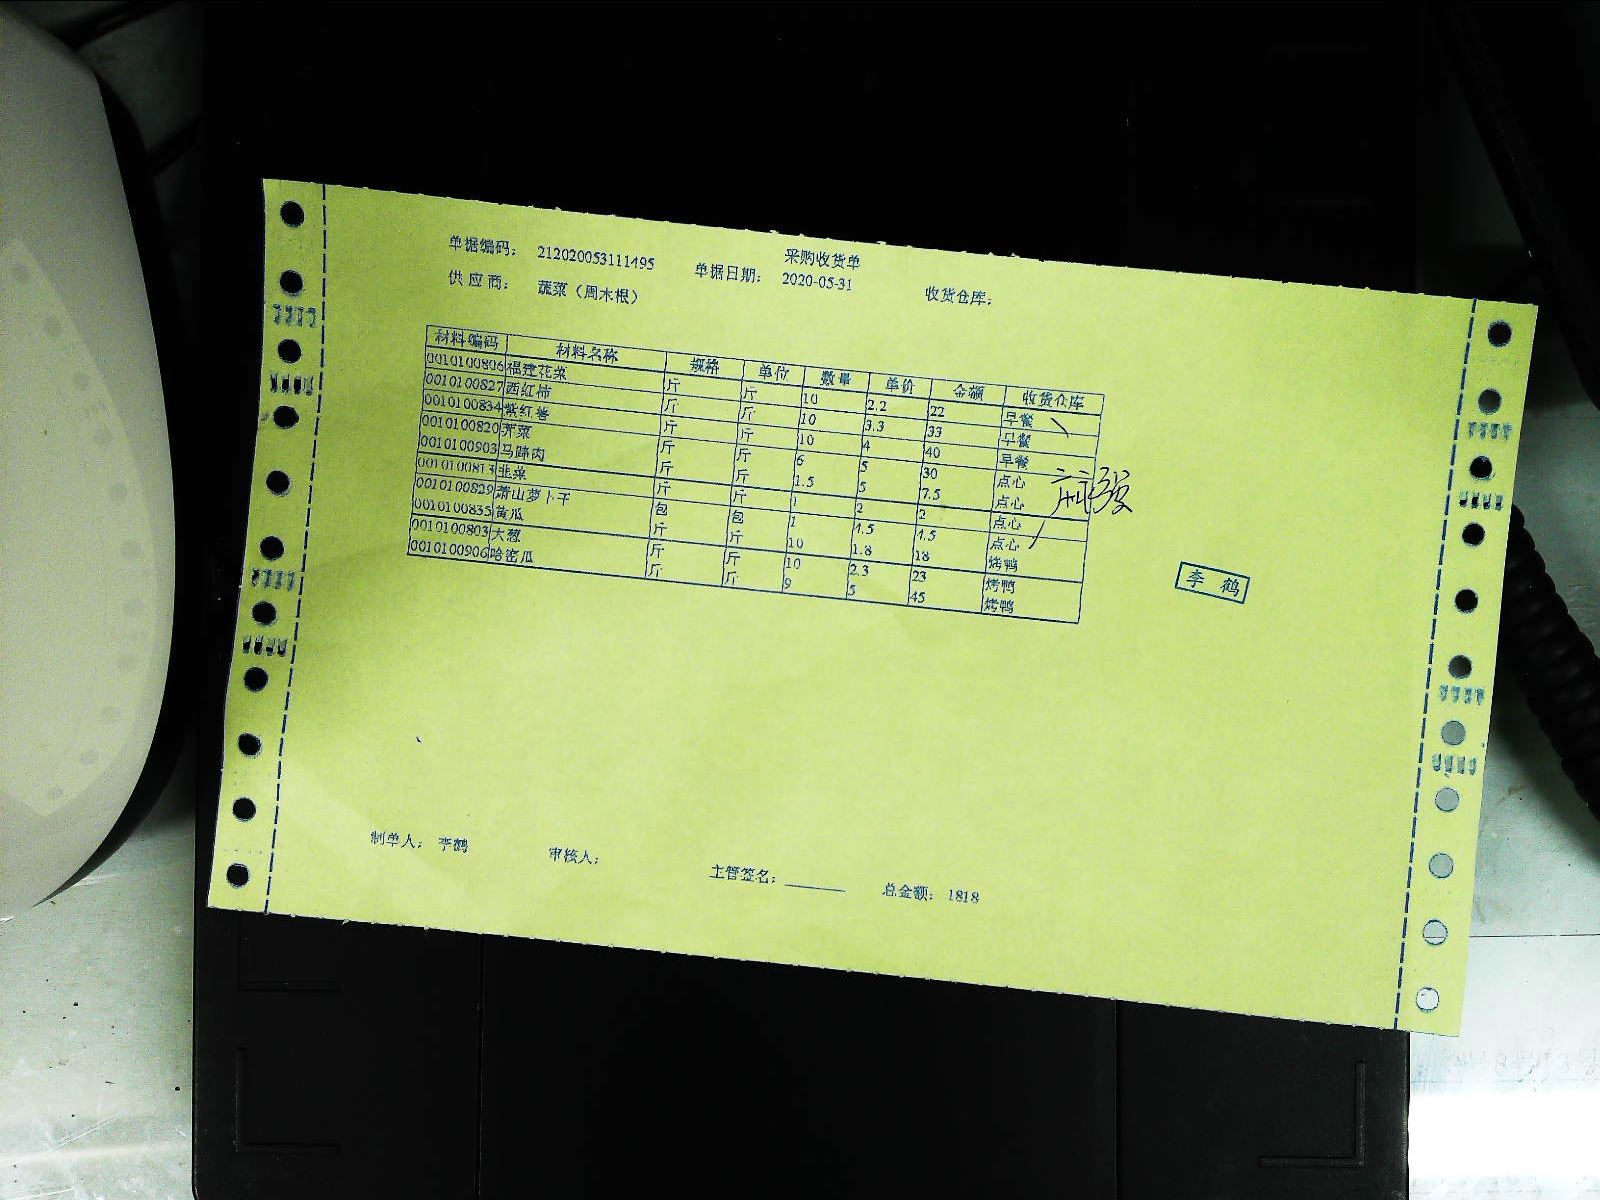 采购收货单
单据编码： 212020053111495 单据日期： 2020-05-31 收货仓库：
供 应 商： 蔬菜（周木根）
材料编码 材料名称 规格 单位 数量 单价 金额 收货仓库
0010100806 福建花菜 斤 斤 10 2.2 22 早餐
0010100827 西红柿 斤 斤 10 3.3 33 早餐
0010100834 紫红薯 斤 斤 10 4 40 早餐
0010100820 芹菜 斤 斤 6 5 30 点心
0010100903 马蹄肉 斤 斤 1.5 5 7.5 点心
0010100813 韭菜 斤 斤 1 2 2 点心
0010100829 萧山萝卜干 包 包 1 4.5 4.5 点心
0010100835 黄瓜 斤 斤 10 1.8 18 烤鸭
0010100803 大葱 斤 斤 10 2.3 23 烤鸭
0010100906 哈密瓜 斤 斤 9 5 45 烤鸭
李 鹤
制单人： 李鹤 审核人： 主管签名： 总金额： 1818